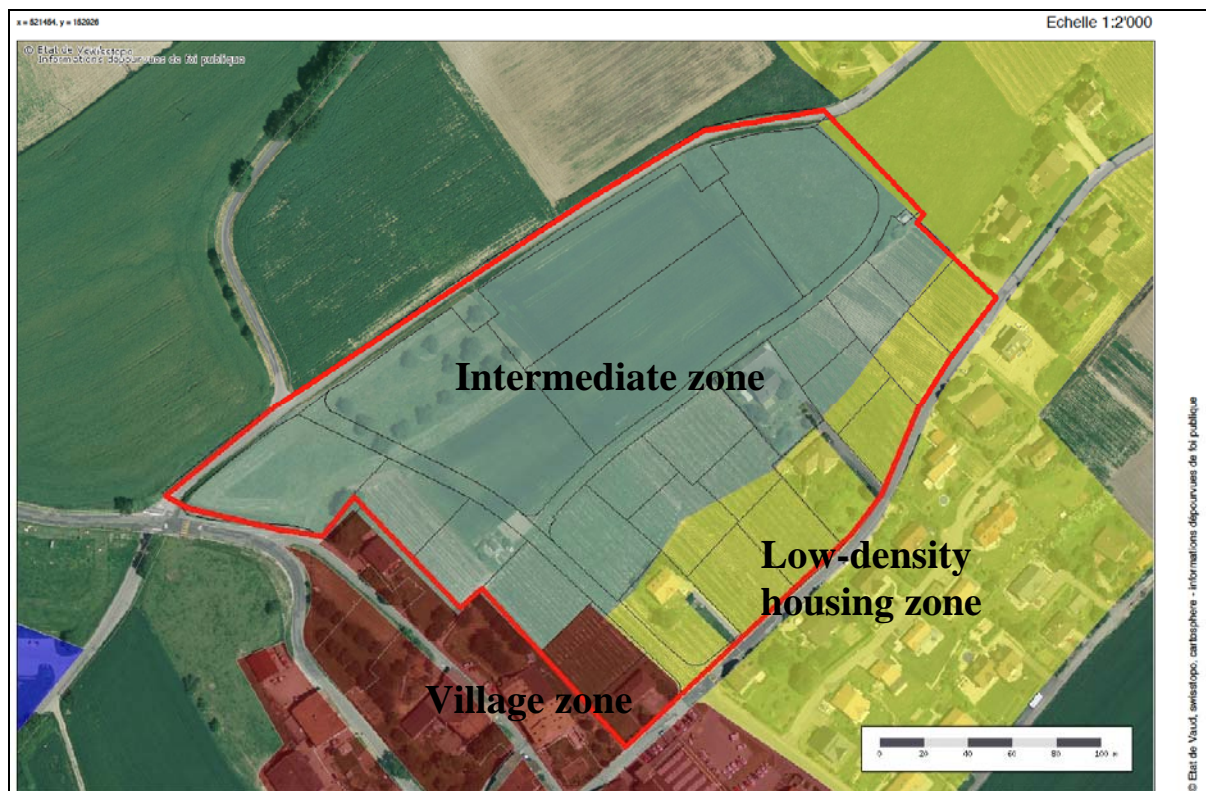 x = 521484, y = 152926
Echelle 1:2'000
© Etat de Vaud, swisstopo
Informations dépourvues de foi publique
Intermediate zone
Low-density
housing zone
Village zone
0 20 40 60 80 100 m
© Etat de Vaud, swisstopo, cartosphere - informations dépourvues de foi publique